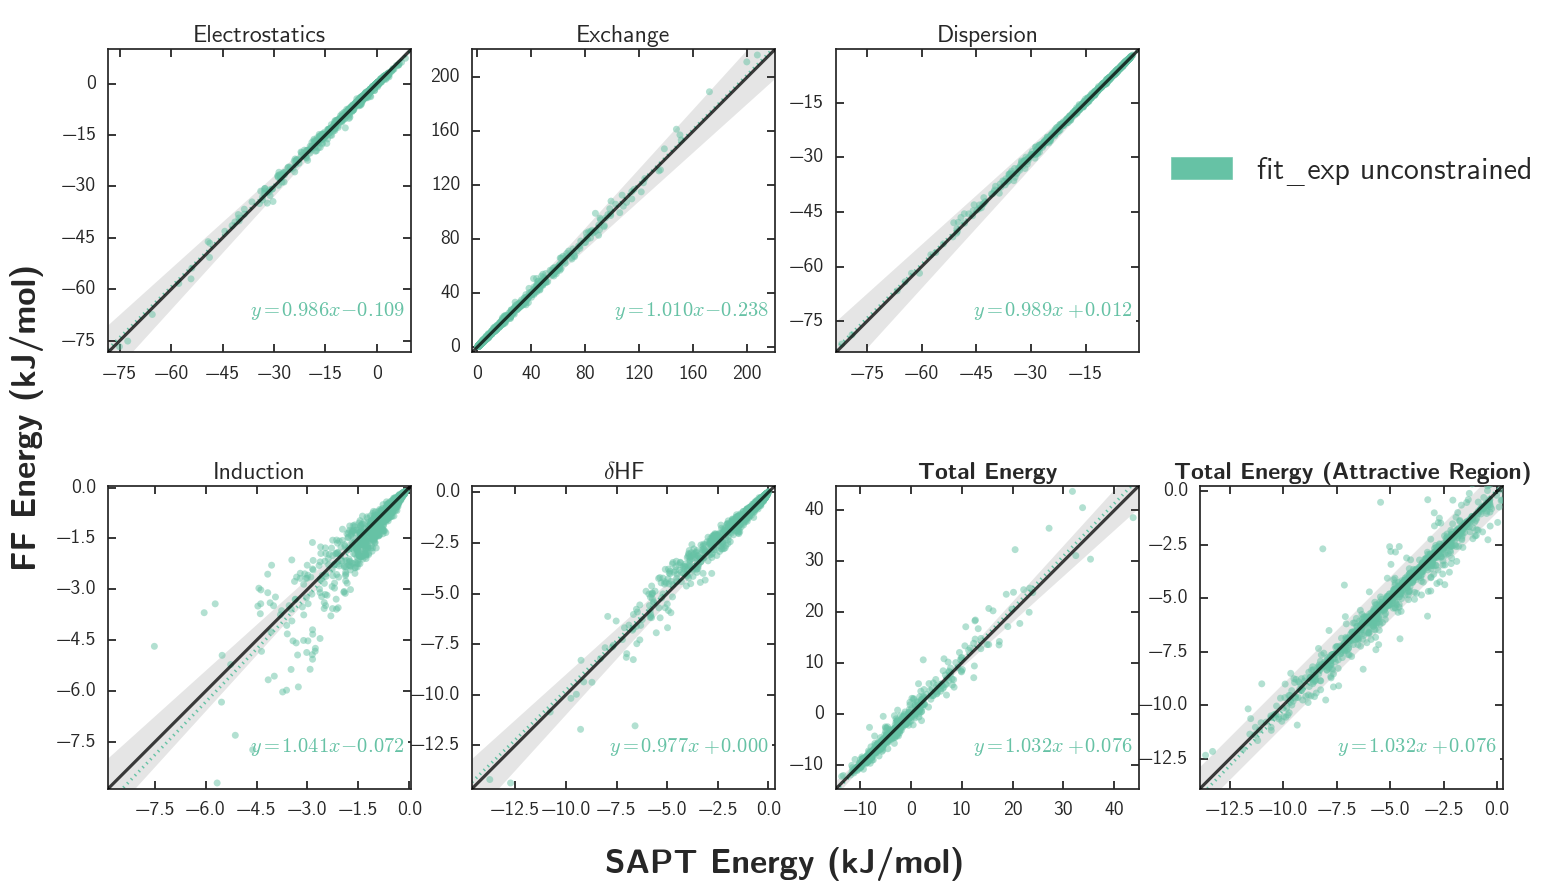 Electrostatics
Exchange
Dispersion
0
−15
−30
−45
−60
−75
y=0.986x−0.109
−75 −60 −45 −30 −15 0
200
160
120
80
40
0
y=1.010x−0.238
0 40 80 120 160 200
−15
−30
−45
−60
−75
y=0.989x+0.012
−75 −60 −45 −30 −15
fit_exp unconstrained
FF Energy (kJ/mol)
Induction
δHF
Total Energy
Total Energy (Attractive Region)
0.0
−1.5
−3.0
−4.5
−6.0
−7.5
y=1.041x−0.072
−7.5 −6.0 −4.5 −3.0 −1.5 0.0
0.0
−2.5
−5.0
−7.5
−10.0
−12.5
y=0.977x+0.000
−12.5 −10.0 −7.5 −5.0 −2.5 0.0
40
30
20
10
0
−10
y=1.032x+0.076
−10 0 10 20 30 40
0.0
−2.5
−5.0
−7.5
−10.0
−12.5
y=1.032x+0.076
−12.5 −10.0 −7.5 −5.0 −2.5 0.0
SAPT Energy (kJ/mol)